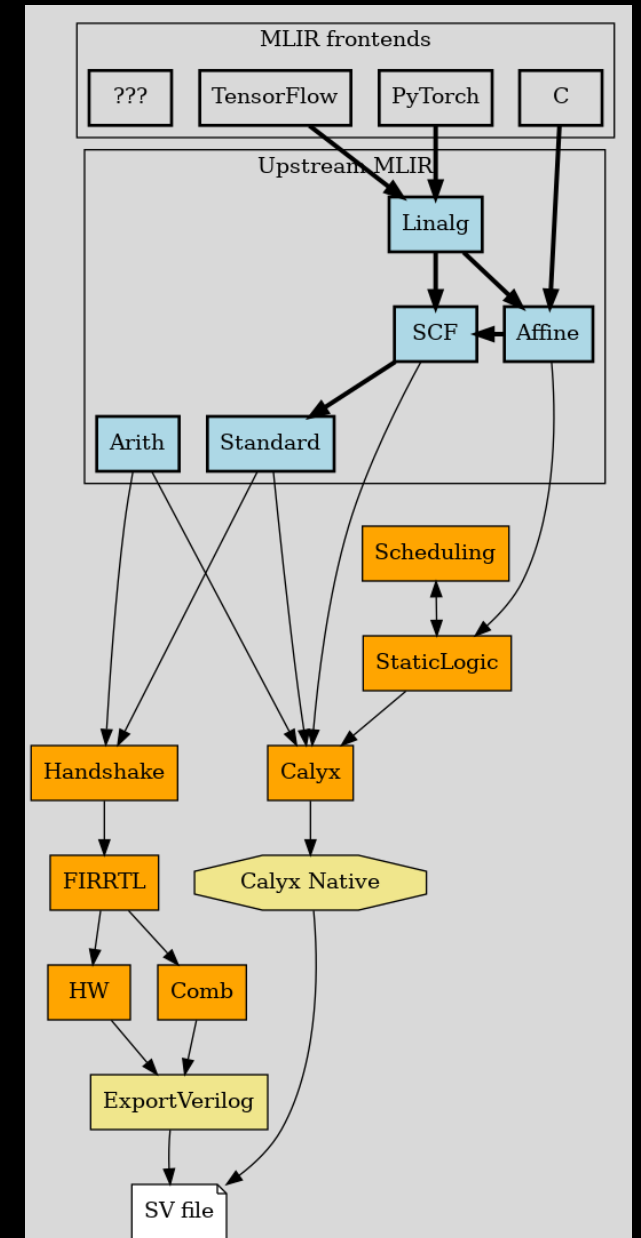 MLIR frontends
???
TensorFlow
PyTorch
C
Upstream MLIR
Linalg
SCF
Affine
Arith
Standard
Scheduling
StaticLogic
Handshake
Calyx
FIRRTL
Calyx Native
HW
Comb
ExportVerilog
SV file